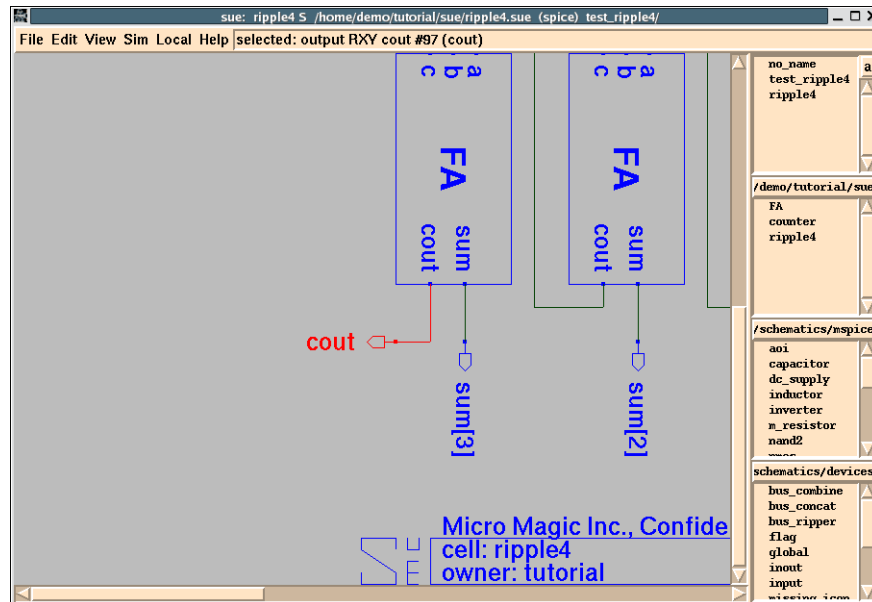 sue: ripple4 S /home/demo/tutorial/sue/ripple4.sue (spice) test_ripple4/
File Edit View Sim Local Help selected: output RXY cout #97 (cout)
c b a
FA
cout sum
c b a
FA
cout sum
cout
sum[3]
sum[2]
Micro Magic Inc., Confide
SUE
cell: ripple4
owner: tutorial
a
no_name
test_ripple4
ripple4
/demo/tutorial/sue
FA
counter
ripple4
/schematics/mspice
aoi
capacitor
dc_supply
inductor
inverter
m_resistor
nand2
schematics/devices
bus_combine
bus_concat
bus_ripper
flag
global
inout
input
missing_icon